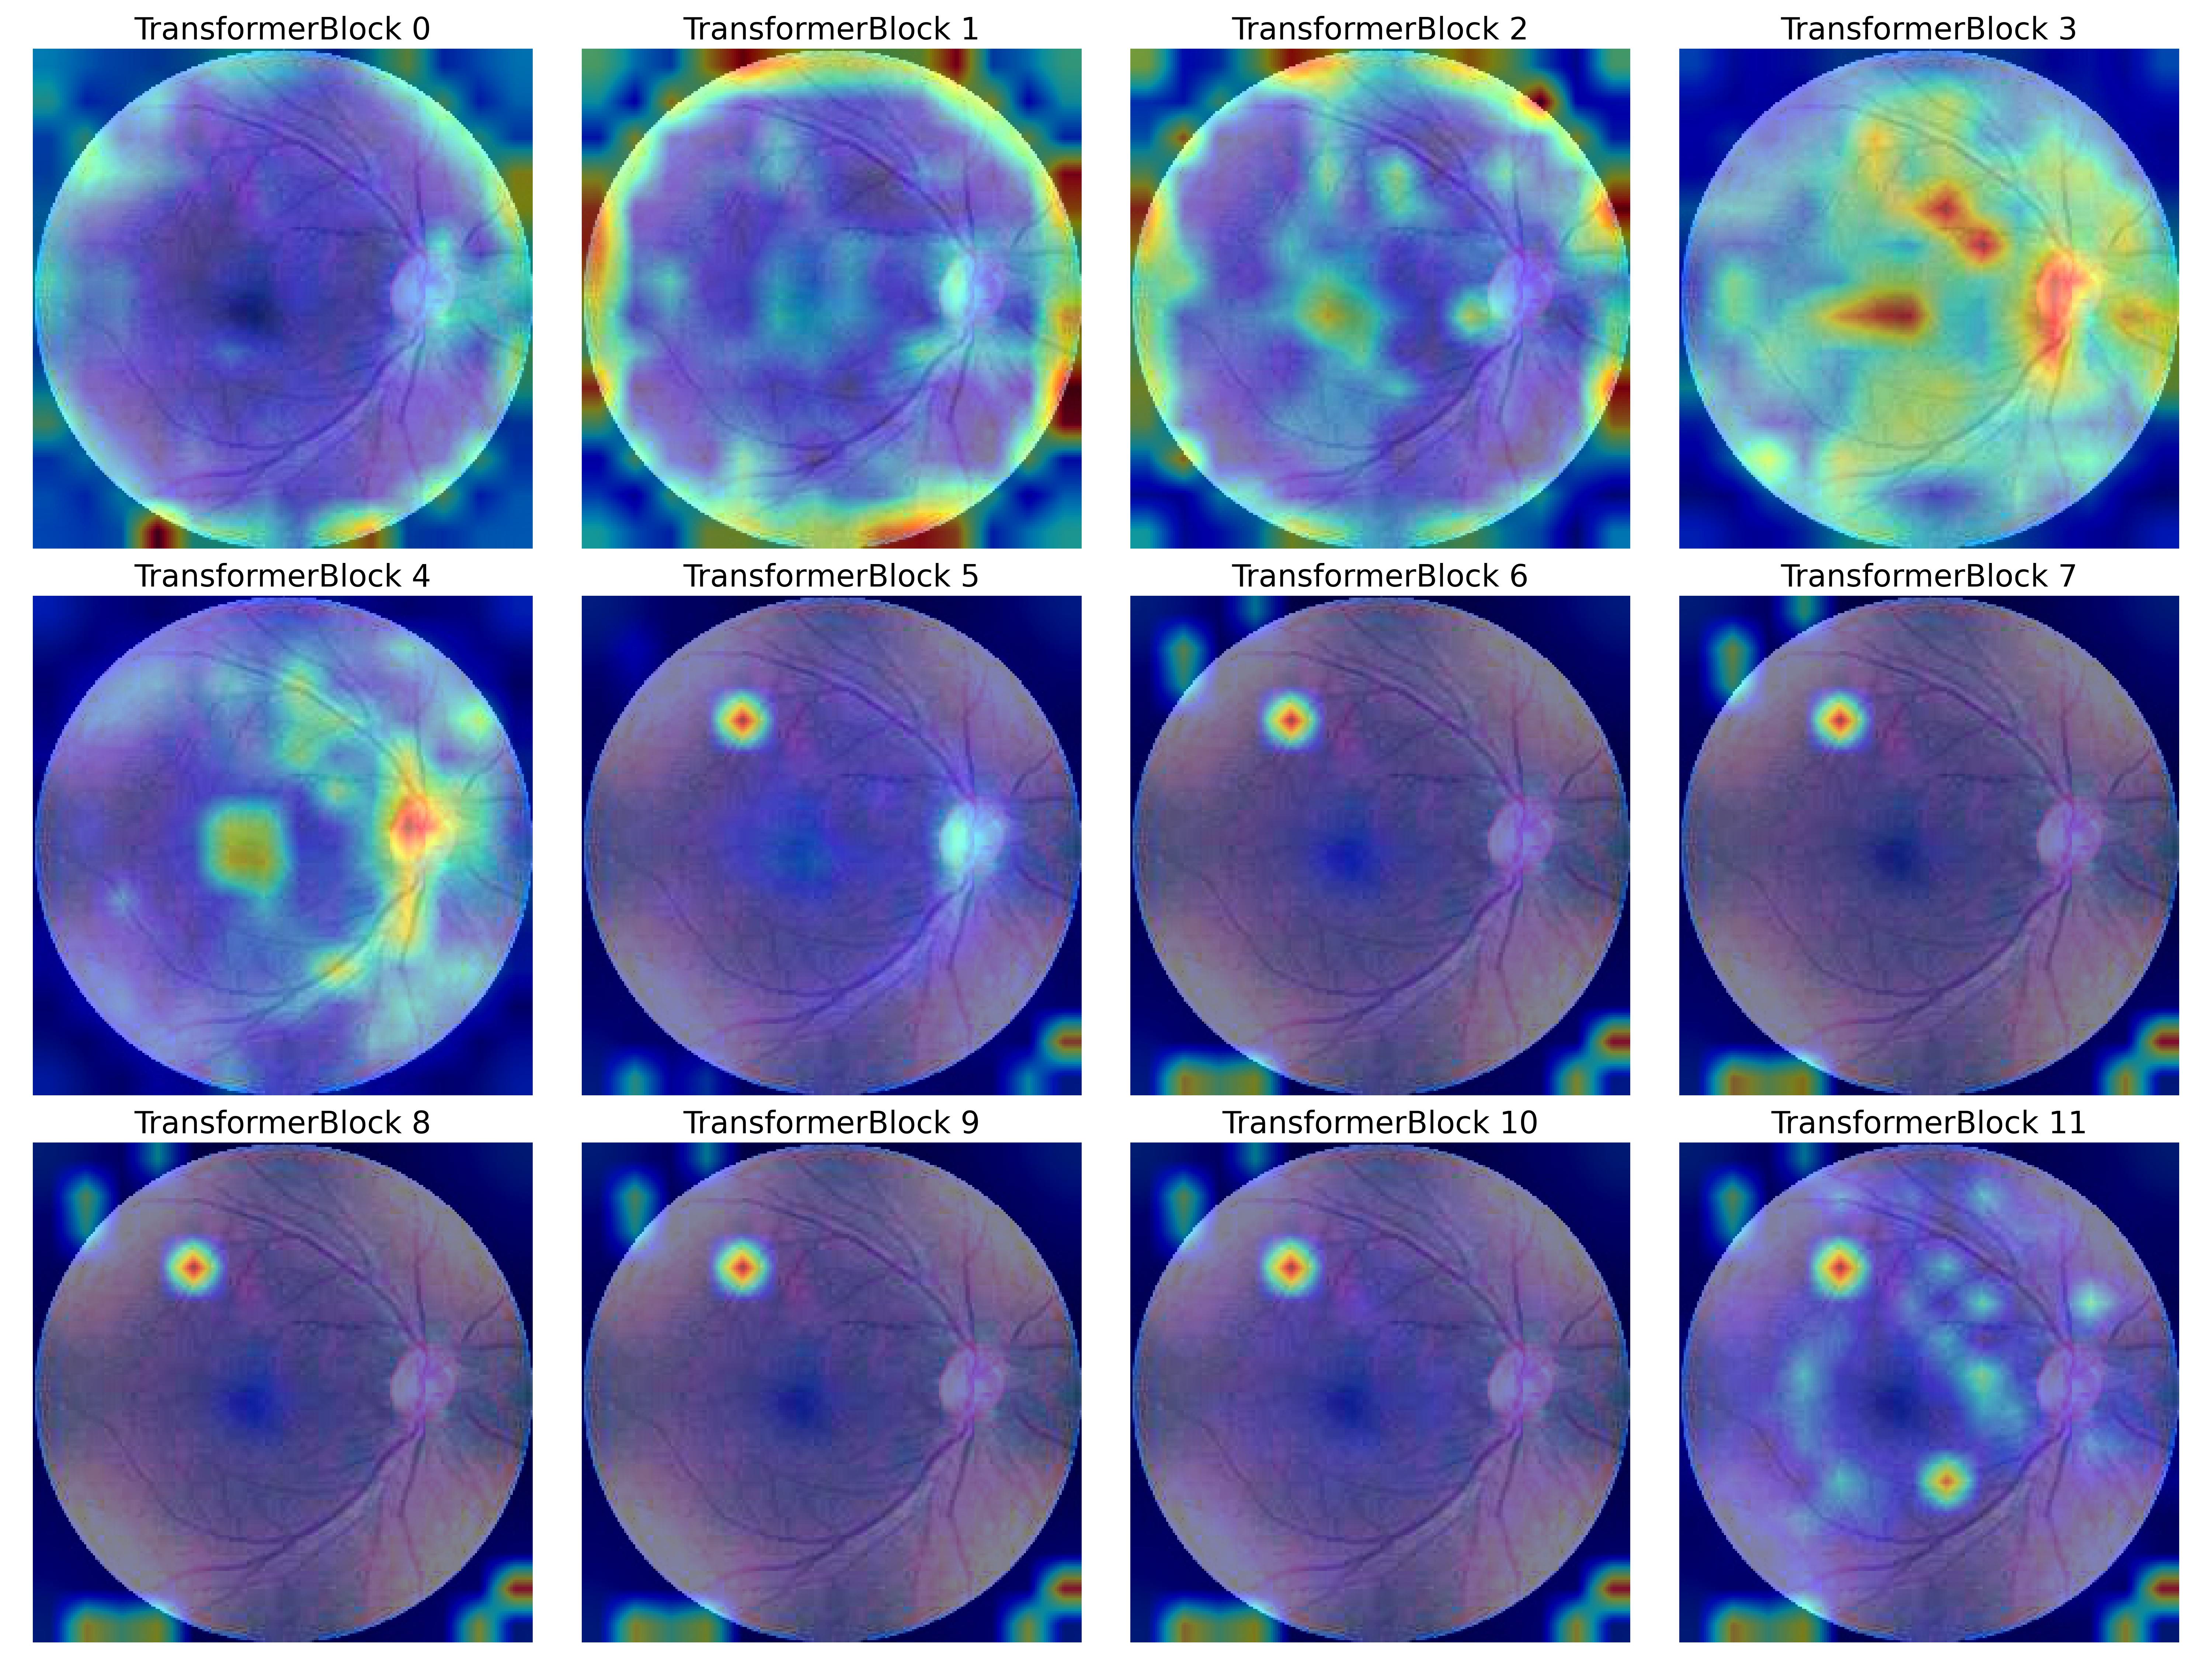 TransformerBlock 0
TransformerBlock 1
TransformerBlock 2
TransformerBlock 3
TransformerBlock 4
TransformerBlock 5
TransformerBlock 6
TransformerBlock 7
TransformerBlock 8
TransformerBlock 9
TransformerBlock 10
TransformerBlock 11